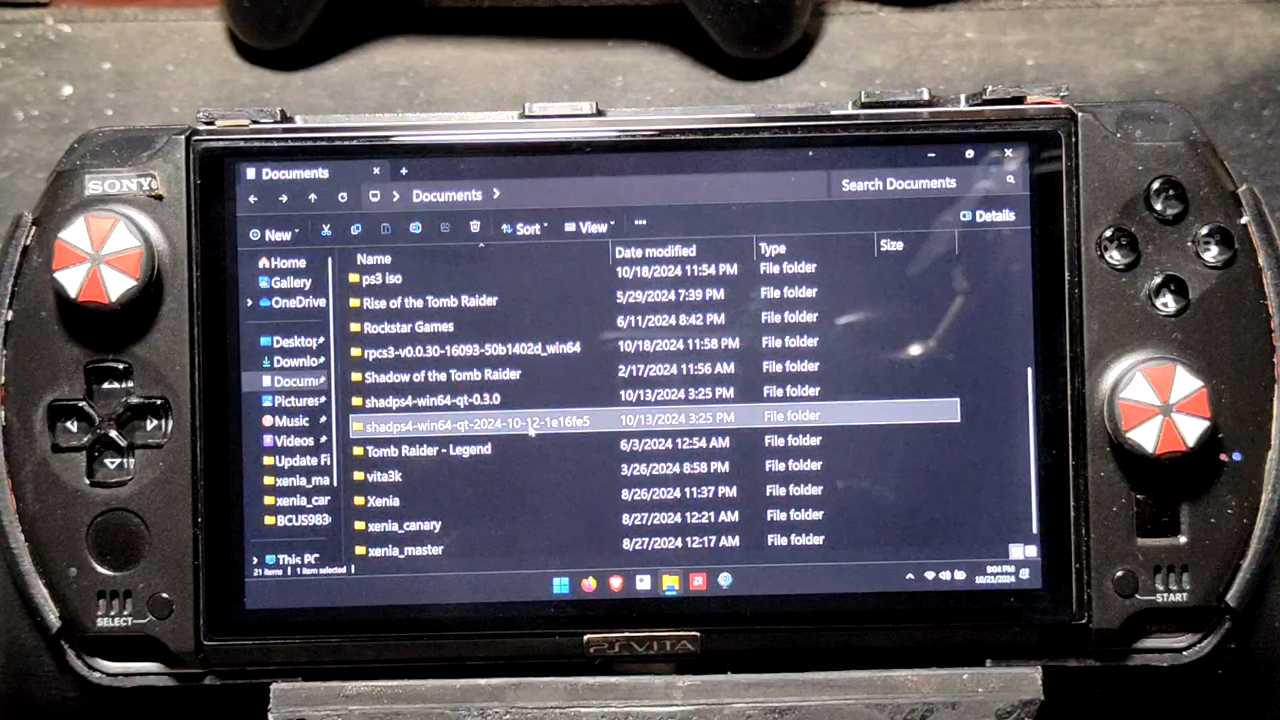 SONY
Documents
Documents
Search Documents
New
Sort
View
Details
Name
Date modified
Type
Size
ps3 iso 10/18/2024 11:54 PM File folder
Rise of the Tomb Raider 5/29/2024 7:39 PM File folder
Rockstar Games 6/11/2024 8:42 PM File folder
rpcs3-v0.0.30-16093-50b1402d_win64 10/18/2024 11:58 PM File folder
Shadow of the Tomb Raider 2/17/2024 11:56 AM File folder
shadps4-win64-qt-0.3.0 10/13/2024 3:25 PM File folder
shadps4-win64-qt-2024-10-12-1e16fe5 10/13/2024 3:25 PM File folder
Tomb Raider - Legend 6/3/2024 12:54 AM File folder
vita3k 3/26/2024 8:58 PM File folder
Xenia 8/26/2024 11:37 PM File folder
xenia_canary 8/27/2024 12:21 AM File folder
xenia_master 8/27/2024 12:17 AM File folder
Home
Gallery
OneDrive
Desktop
Downlo
Docum
Pictures
Music
Videos
Update Fi
xenia_ma
xenia_car
BCUS983
This PC
21 items
1 item selected
8:04 PM
10/21/2024
SELECT
START
PSVITA